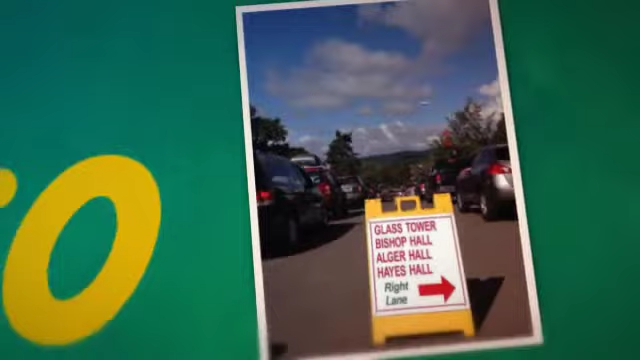 GLASS TOWER
BISHOP HALL
ALGER HALL
HAYES HALL
Right
Lane